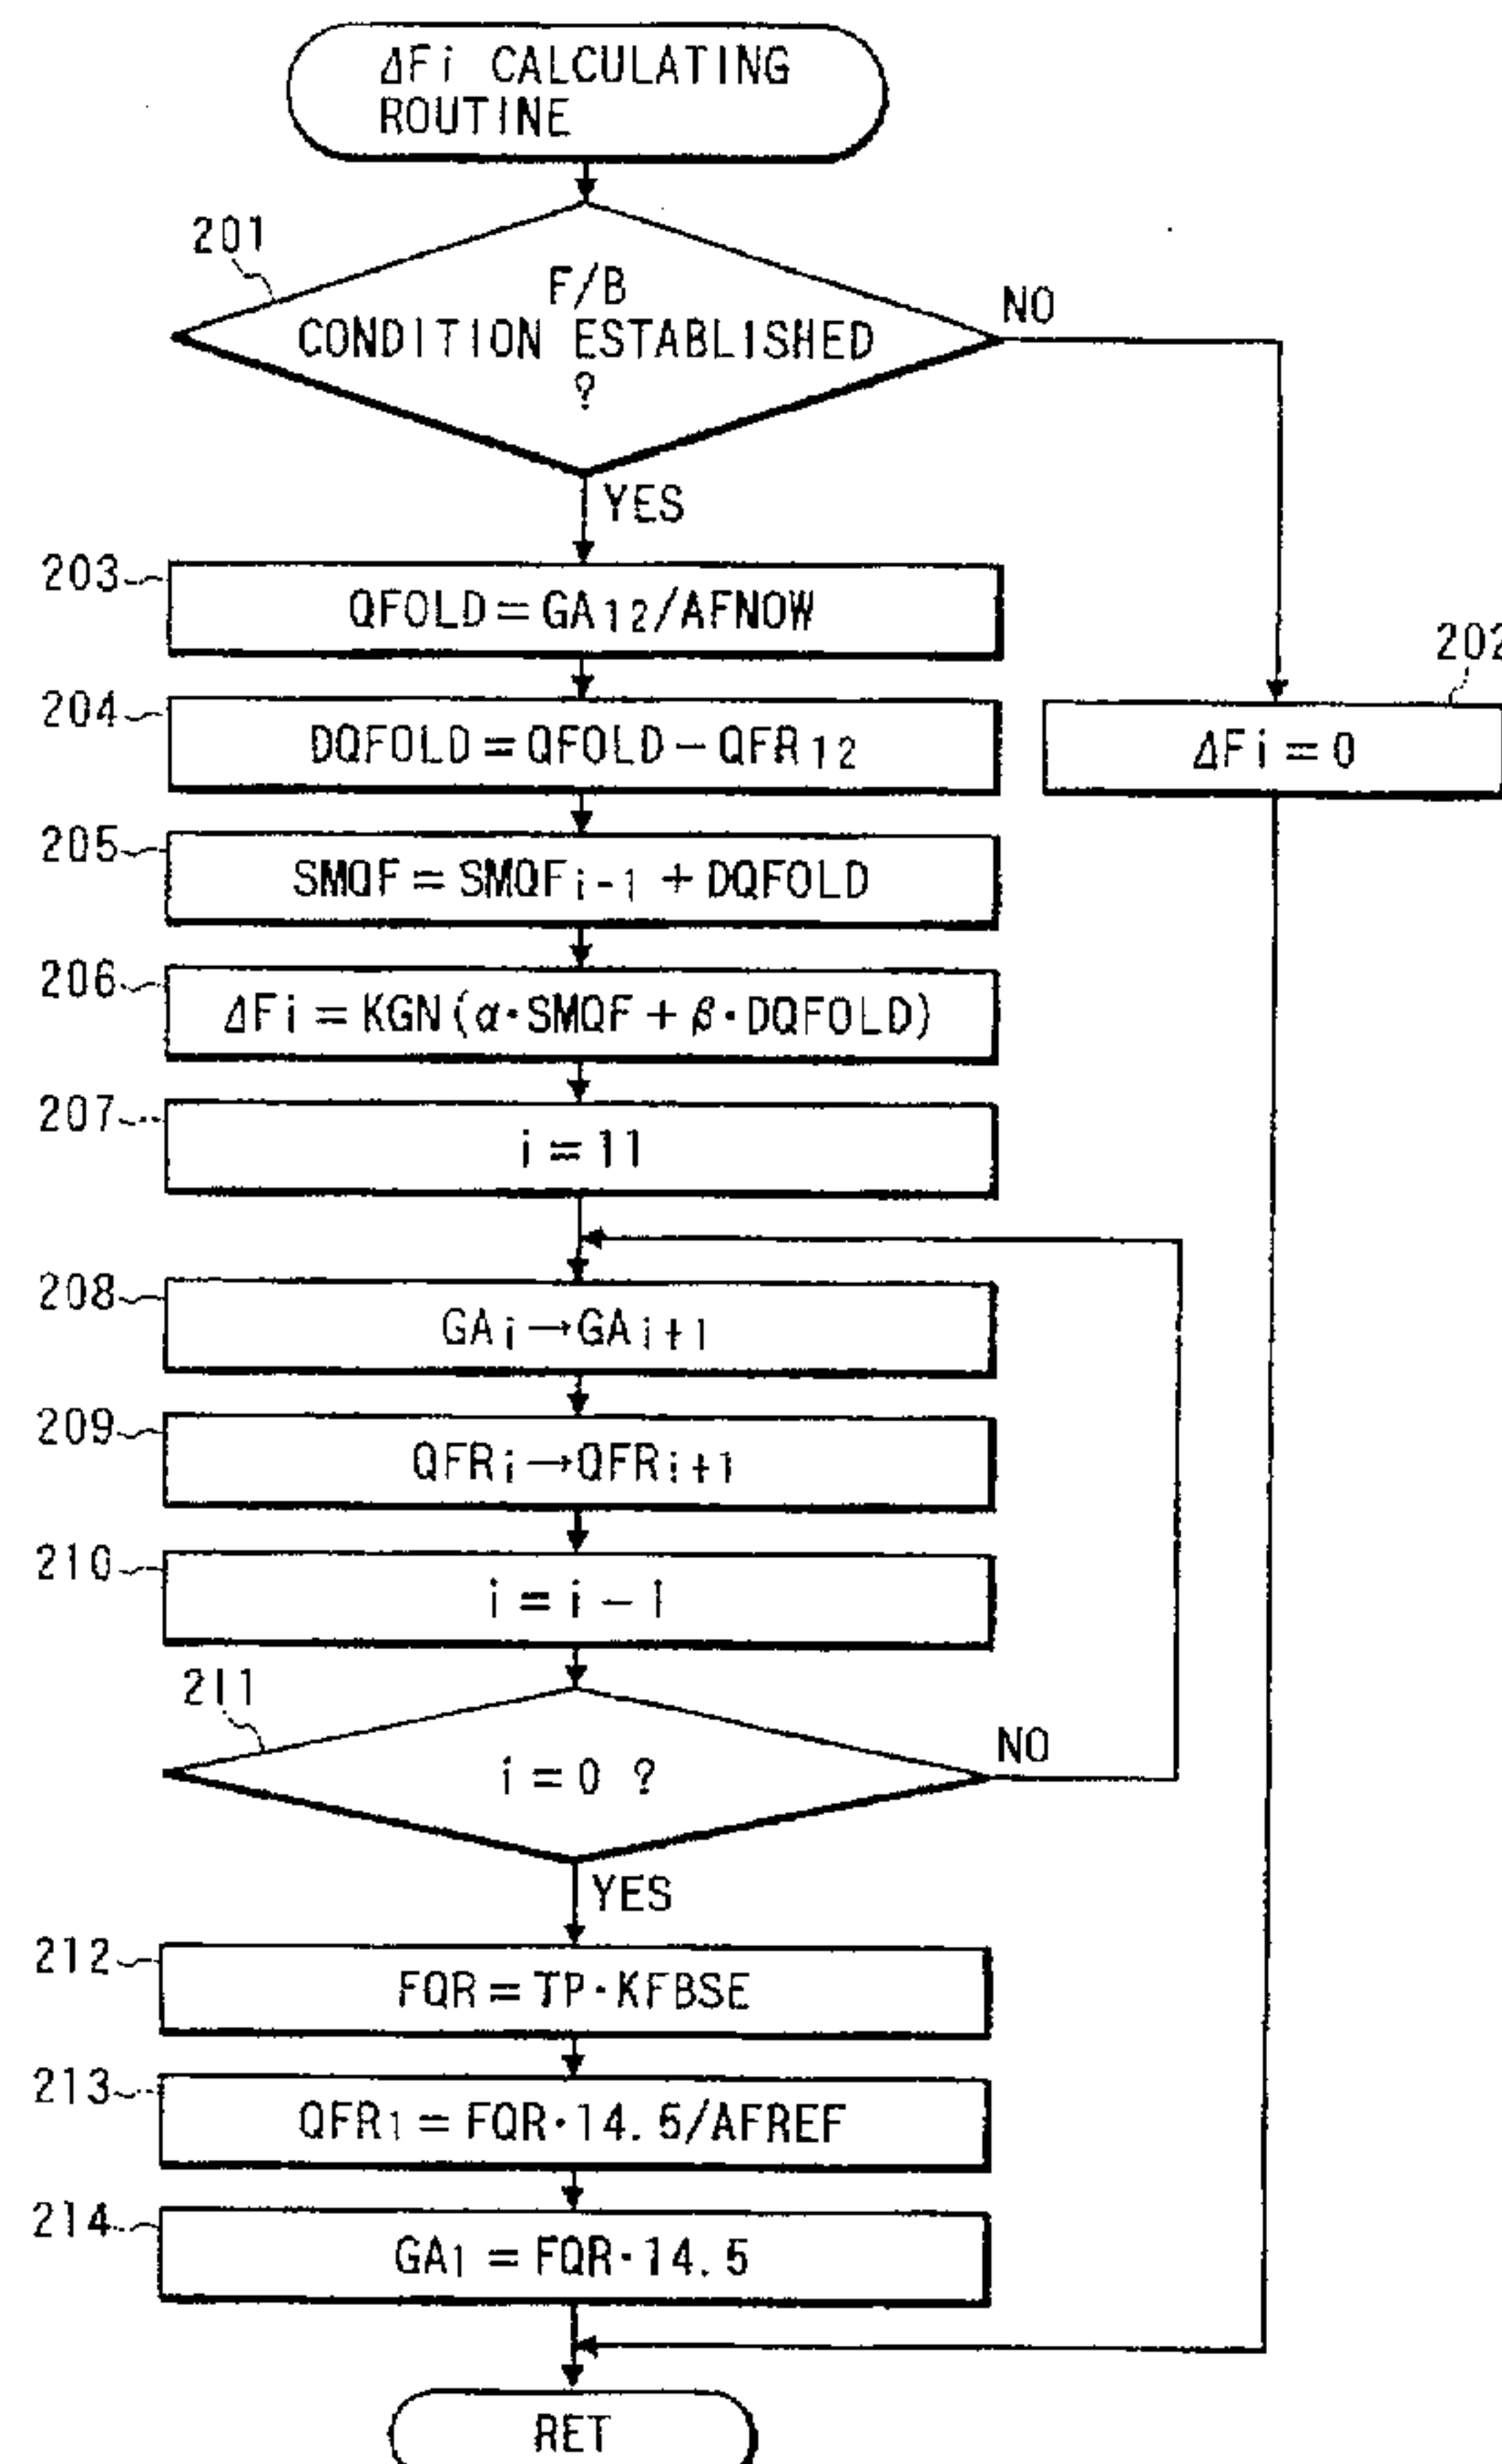 ΔFi CALCULATING
ROUTINE
201
F/B
CONDITION ESTABLISHED
?
NO
YES
203
QFOLD = GA12/AFNOW
202
204
DQFOLD = QFOLD − QFR12
ΔFi = 0
205
SMQF = SMQFi-1 + DQFOLD
206
ΔFi = KGN(α·SMQF + β·DQFOLD)
207
i = 11
208
GAi→GAi+1
209
QFRi→QFRi+1
210
i = i − 1
211
i = 0 ?
NO
YES
212
FQR = TP·KFBSE
213
QFR1 = FQR·14.5/AFREF
214
GA1 = FQR·14.5
RET